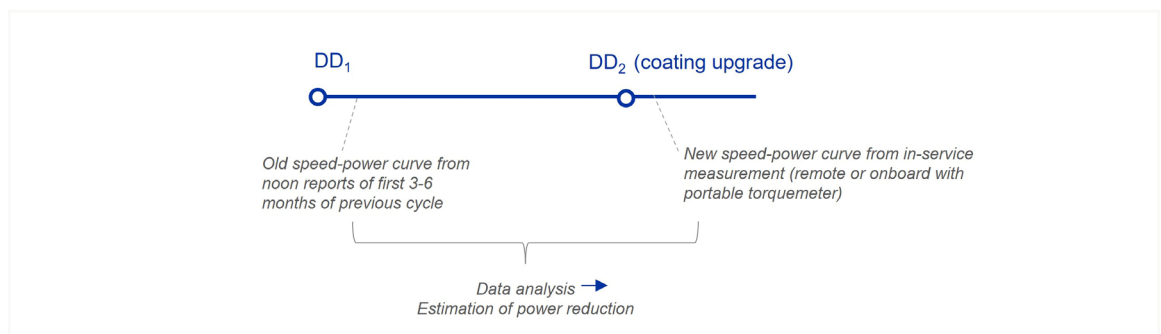 DD₁
DD₂ (coating upgrade)
Old speed-power curve from
noon reports of first 3-6
months of previous cycle
New speed-power curve from in-service
measurement (remote or onboard with
portable torquemeter)
Data analysis
Estimation of power reduction